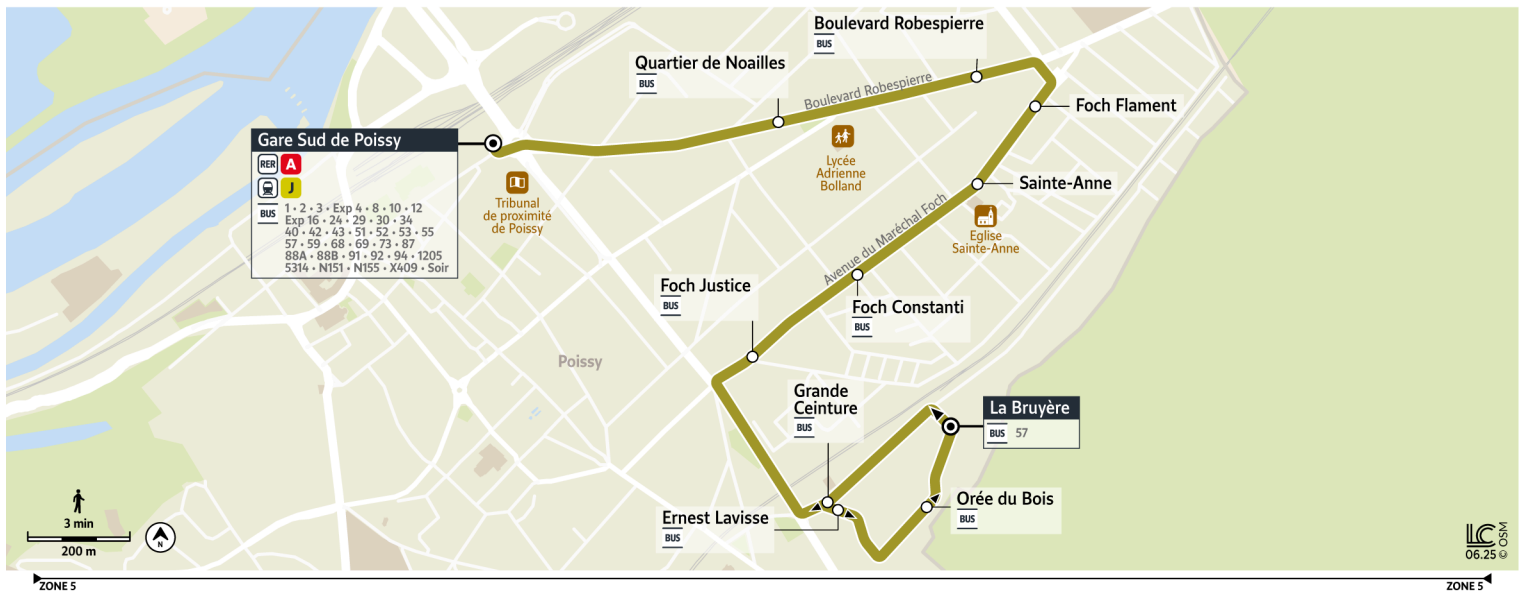 Boulevard Robespierre
BUS
Quartier de Noailles
BUS
Boulevard Robespierre
Foch Flament
Gare Sud de Poissy
RER A
J
BUS
1 • 2 • 3 • Exp 4 • 8 • 10 • 12
Exp 16 • 24 • 29 • 30 • 34
40 • 42 • 43 • 51 • 52 • 53 • 55
57 • 59 • 68 • 69 • 73 • 87
88A • 88B • 91 • 92 • 94 • 1205
5314 • N151 • N155 • X409 • Soir
Lycée
Adrienne
Bolland
Sainte-Anne
Tribunal
de proximité
de Poissy
Avenue du Maréchal Foch
Eglise
Sainte-Anne
Foch Justice
BUS
Foch Constanti
BUS
Poissy
Grande
Ceinture
BUS
La Bruyère
BUS 57
Orée du Bois
BUS
Ernest Lavisse
BUS
3 min
200 m
N
LC
06.25 © OSM
ZONE 5
ZONE 5